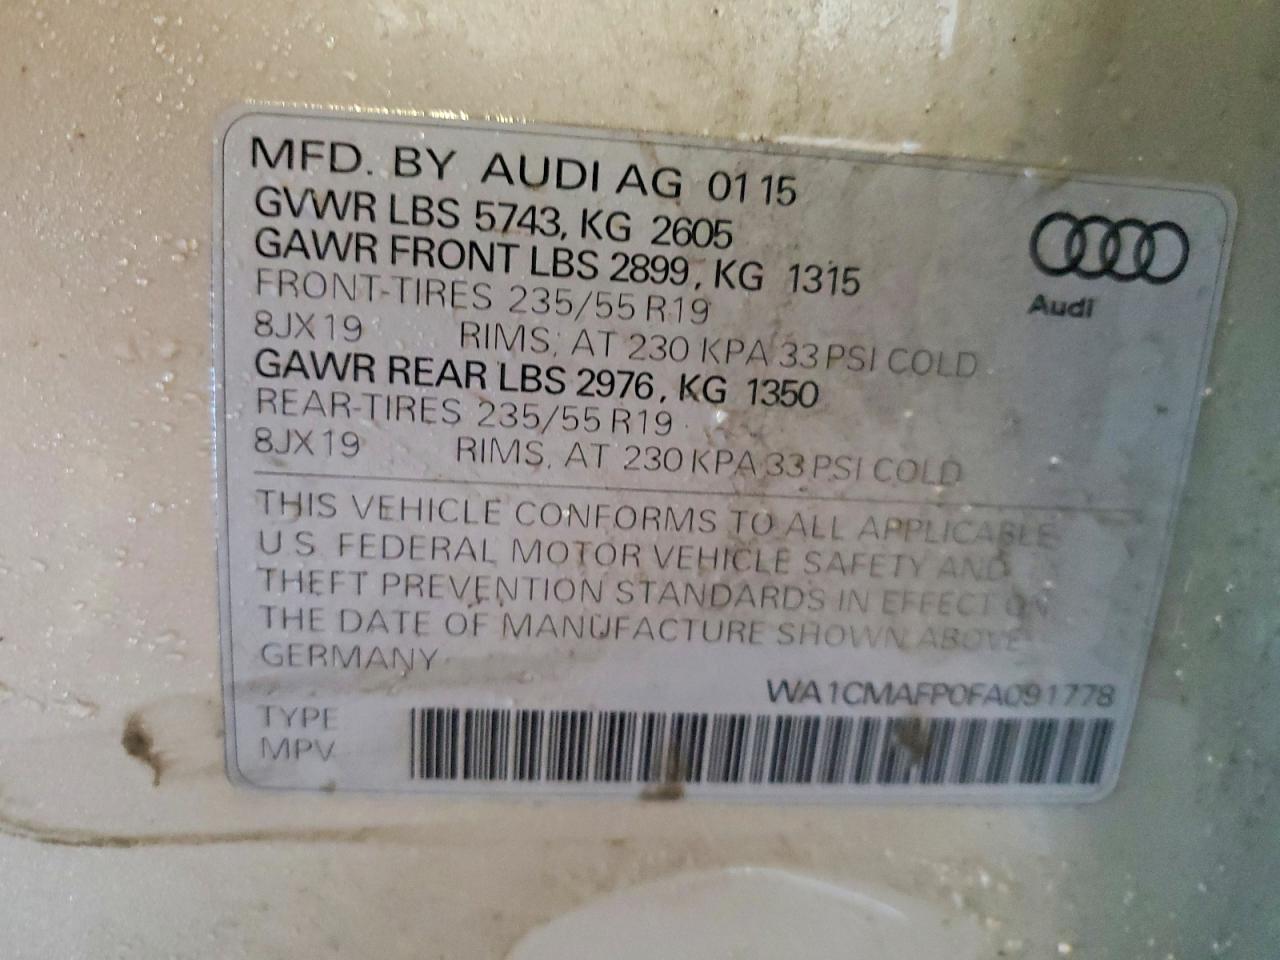 MFD. BY AUDI AG 01 15
GVWR LBS 5743, KG 2605
GAWR FRONT LBS 2899, KG 1315
FRONT-TIRES 235/55 R19
8JX19 RIMS, AT 230 KPA 33 PSI COLD
GAWR REAR LBS 2976, KG 1350
REAR-TIRES 235/55 R19
8JX19 RIMS, AT 230 KPA 33 PSI COLD
Audi
THIS VEHICLE CONFORMS TO ALL APPLICABLE
U.S. FEDERAL MOTOR VEHICLE SAFETY AND
THEFT PREVENTION STANDARDS IN EFFECT ON
THE DATE OF MANUFACTURE SHOWN ABOVE
GERMANY
WA1CMAFP0FA091778
TYPE
MPV